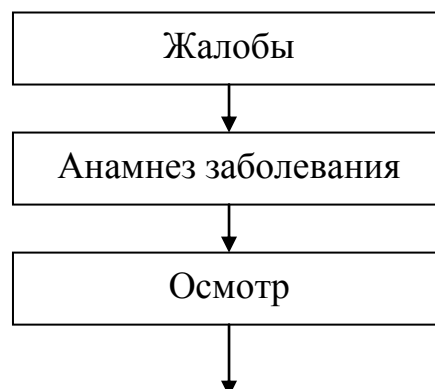 Жалобы
Анамнез заболевания
Осмотр